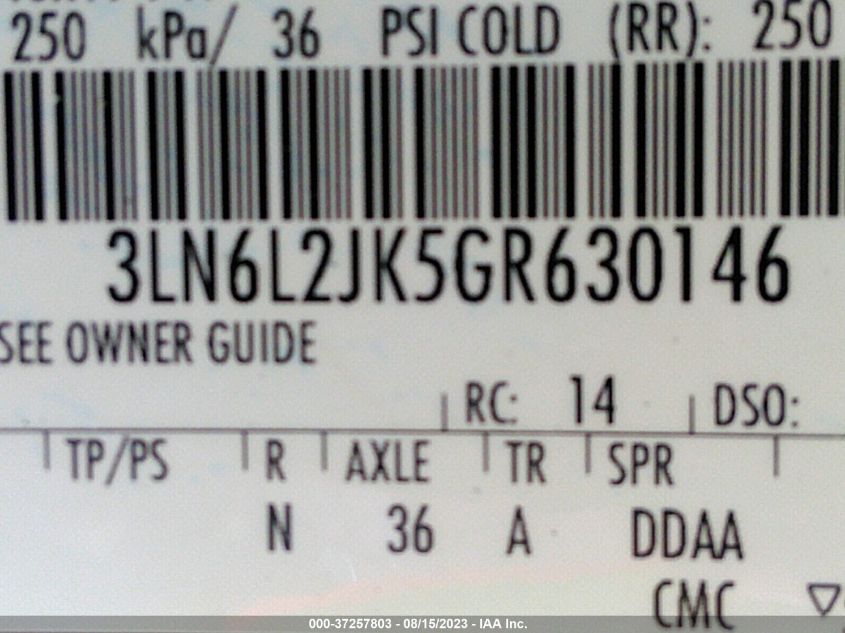 250 kPa/ 36 PSI COLD (RR): 250
3LN6L2JK5GR630146
SEE OWNER GUIDE
RC: 14 DSO:
TP/PS R AXLE TR SPR
N 36 A DDAA
CMC
000-37257803 - 08/15/2023 - IAA Inc.